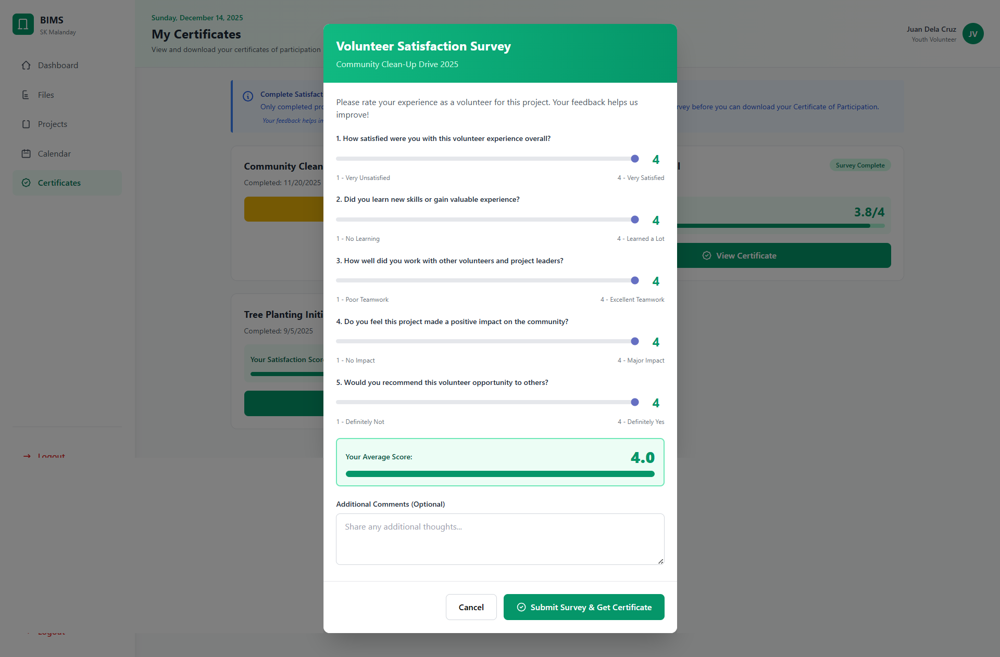 BIMS
SK Malanday
Dashboard
Files
Projects
Calendar
Certificates
Logout
Logout
Sunday, December 14, 2025
My Certificates
View and download your certificates of participation
Juan Dela Cruz
Youth Volunteer
JV
Complete Satisfact
Only completed pro
rvey before you can download your Certificate of Participation.
Your feedback helps im
Community Clean
Completed: 11/20/2025
Survey Complete
3.8/4
View Certificate
Tree Planting Initi
Completed: 9/5/2025
Your Satisfaction Score
Volunteer Satisfaction Survey
Community Clean-Up Drive 2025
Please rate your experience as a volunteer for this project. Your feedback helps us
improve!
1. How satisfied were you with this volunteer experience overall?
4
1 - Very Unsatisfied
4 - Very Satisfied
2. Did you learn new skills or gain valuable experience?
4
1 - No Learning
4 - Learned a Lot
3. How well did you work with other volunteers and project leaders?
4
1 - Poor Teamwork
4 - Excellent Teamwork
4. Do you feel this project made a positive impact on the community?
4
1 - No Impact
4 - Major Impact
5. Would you recommend this volunteer opportunity to others?
4
1 - Definitely Not
4 - Definitely Yes
Your Average Score:
4.0
Additional Comments (Optional)
Share any additional thoughts...
Cancel
Submit Survey & Get Certificate